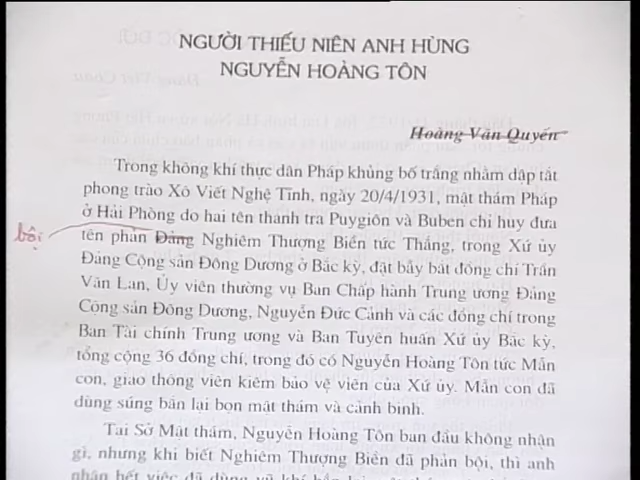 NGƯỜI THIẾU NIÊN ANH HÙNG
NGUYỄN HOÀNG TÔN
Hoàng Văn Quyến
Trong không khí thực dân Pháp khủng bố trắng nhằm dập tắt
phong trào Xô Viết Nghệ Tĩnh, ngày 20/4/1931, mật thám Pháp
ở Hải Phòng do hai tên thanh tra Puygiôn và Buben chỉ huy đưa
bội
tên phản Đảng Nghiêm Thượng Biền tức Thắng, trong Xứ ủy
Đảng Cộng sản Đông Dương ở Bắc kỳ, đặt bẫy bắt đồng chí Trần
Văn Lan, Ủy viên thường vụ Ban Chấp hành Trung ương Đảng
Cộng sản Đông Dương, Nguyễn Đức Cảnh và các đồng chí trong
Ban Tài chính Trung ương và Ban Tuyên huấn Xứ ủy Bắc kỳ,
tổng cộng 36 đồng chí, trong đó có Nguyễn Hoàng Tôn tức Mẫn
con, giao thông viên kiêm bảo vệ viên của Xứ ủy. Mẫn con đã
dùng súng bắn lại bọn mật thám và cảnh binh.
Tại Sở Mật thám, Nguyễn Hoàng Tôn ban đầu không nhận
gì, nhưng khi biết Nghiêm Thượng Biền đã phản bội, thì anh
nhận hết việc đã dùng vũ khí